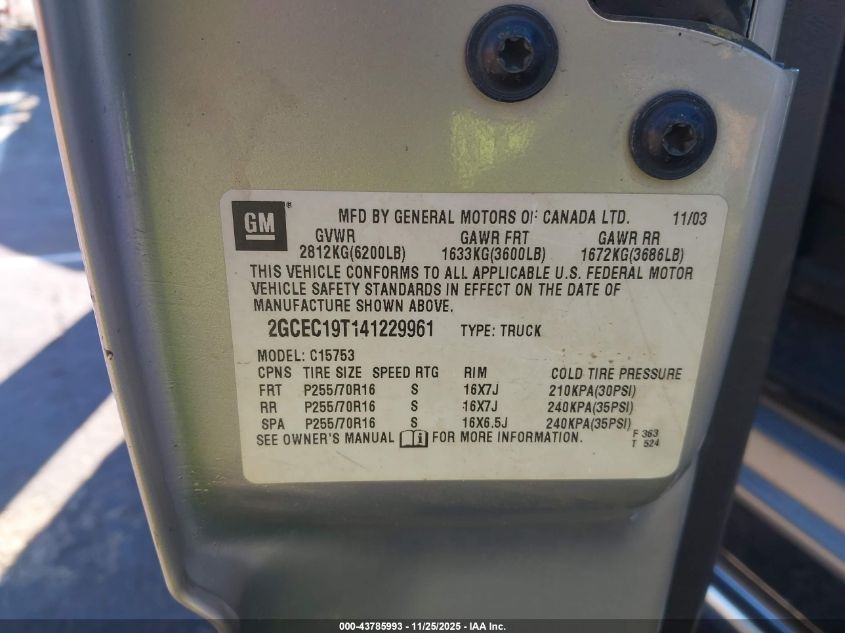 GM®
MFD BY GENERAL MOTORS OF CANADA LTD. 11/03
GVWR GAWR FRT GAWR RR
2812KG(6200LB) 1633KG(3600LB) 1672KG(3686LB)
THIS VEHICLE CONFORMS TO ALL APPLICABLE U.S. FEDERAL MOTOR
VEHICLE SAFETY STANDARDS IN EFFECT ON THE DATE OF
MANUFACTURE SHOWN ABOVE.
2GCEC19T141229961 TYPE: TRUCK
MODEL: C15753
CPNS TIRE SIZE SPEED RTG RIM COLD TIRE PRESSURE
FRT P255/70R16 S 16X7J 210KPA(30PSI)
RR P255/70R16 S 16X7J 240KPA(35PSI)
SPA P255/70R16 S 16X6.5J 240KPA(35PSI)
SEE OWNER'S MANUAL i FOR MORE INFORMATION. F 363
T 524
000-43785993 - 11/25/2025 - IAA Inc.